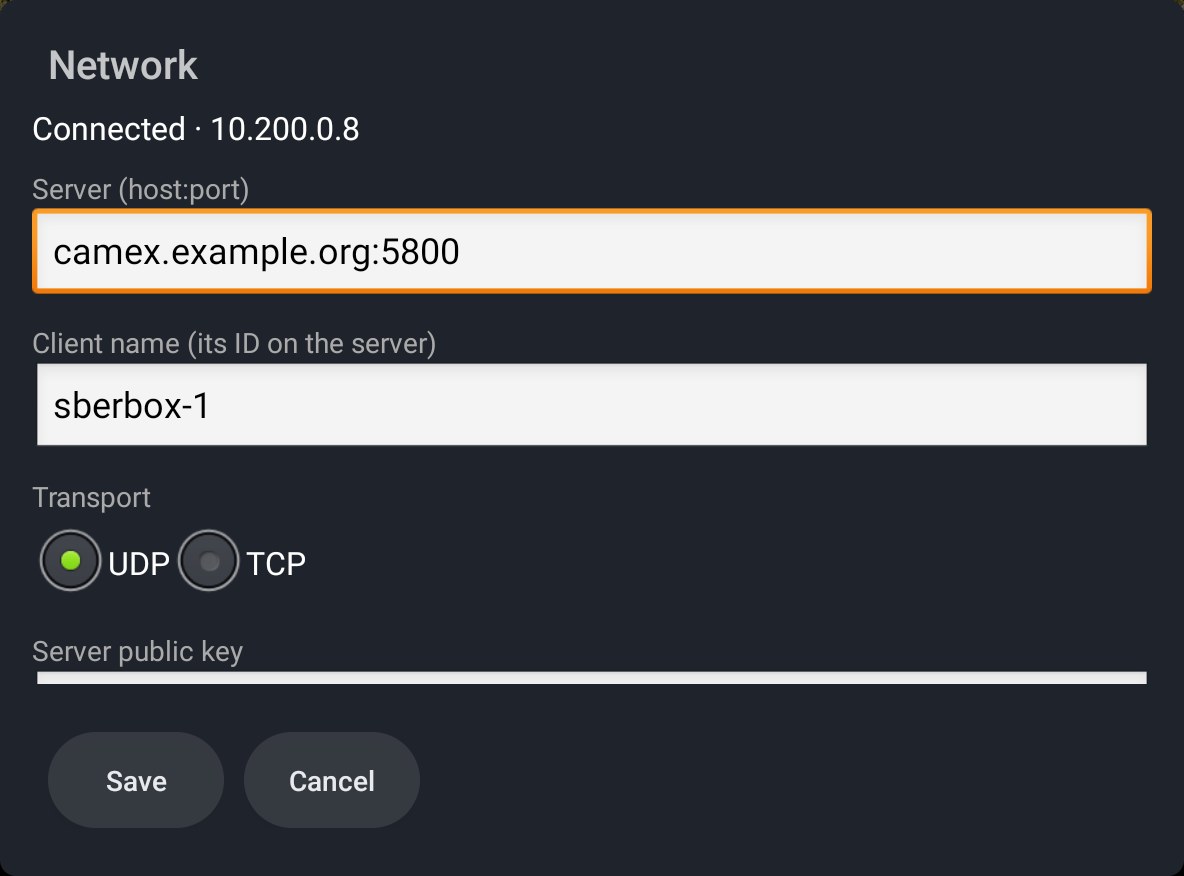 Network
Connected · 10.200.0.8
Server (host:port)
camex.example.org:5800
Client name (its ID on the server)
sberbox-1
Transport
UDP TCP
Server public key
Save Cancel